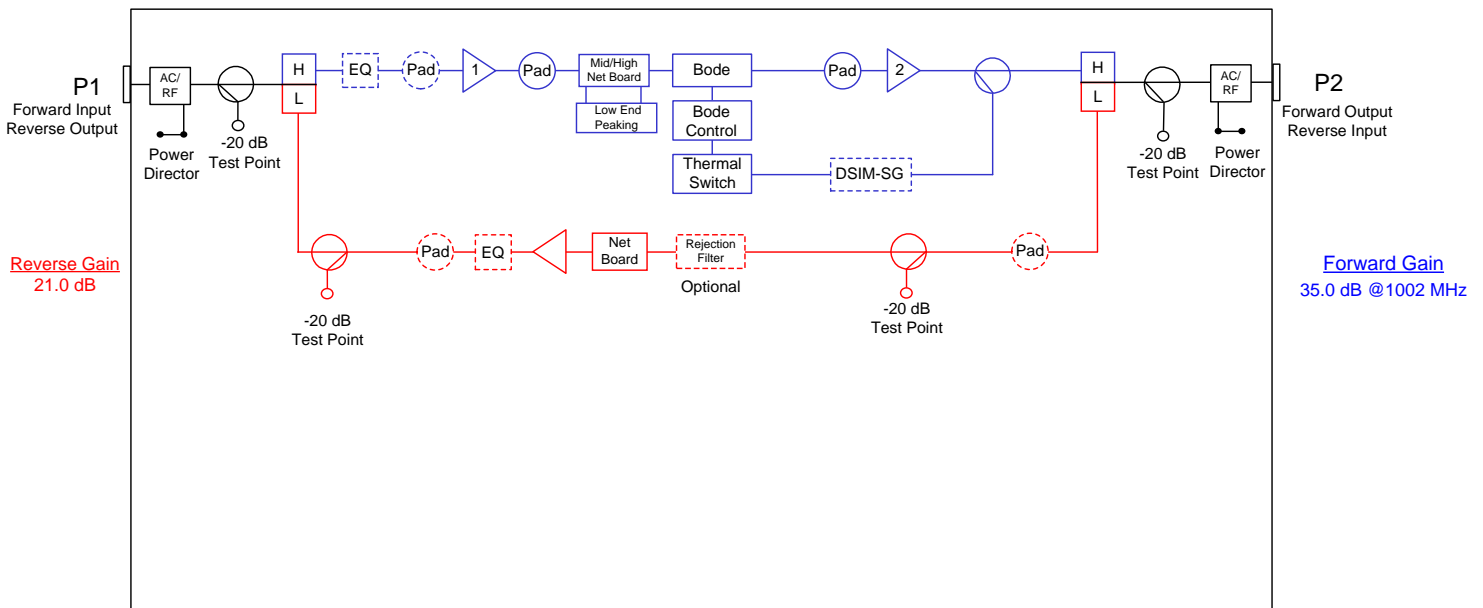 P1
Forward Input
Reverse Output
AC/
RF
Power
Director
-20 dB
Test Point
H
L
EQ
Pad
1
Pad
Mid/High
Net Board
Low End
Peaking
Bode
Bode
Control
Thermal
Switch
Pad
2
DSIM-SG
H
L
-20 dB
Test Point
AC/
RF
Power
Director
P2
Forward Output
Reverse Input
Reverse Gain
21.0 dB
-20 dB
Test Point
Pad
EQ
Net
Board
Rejection
Filter
Optional
-20 dB
Test Point
Pad
Forward Gain
35.0 dB @1002 MHz